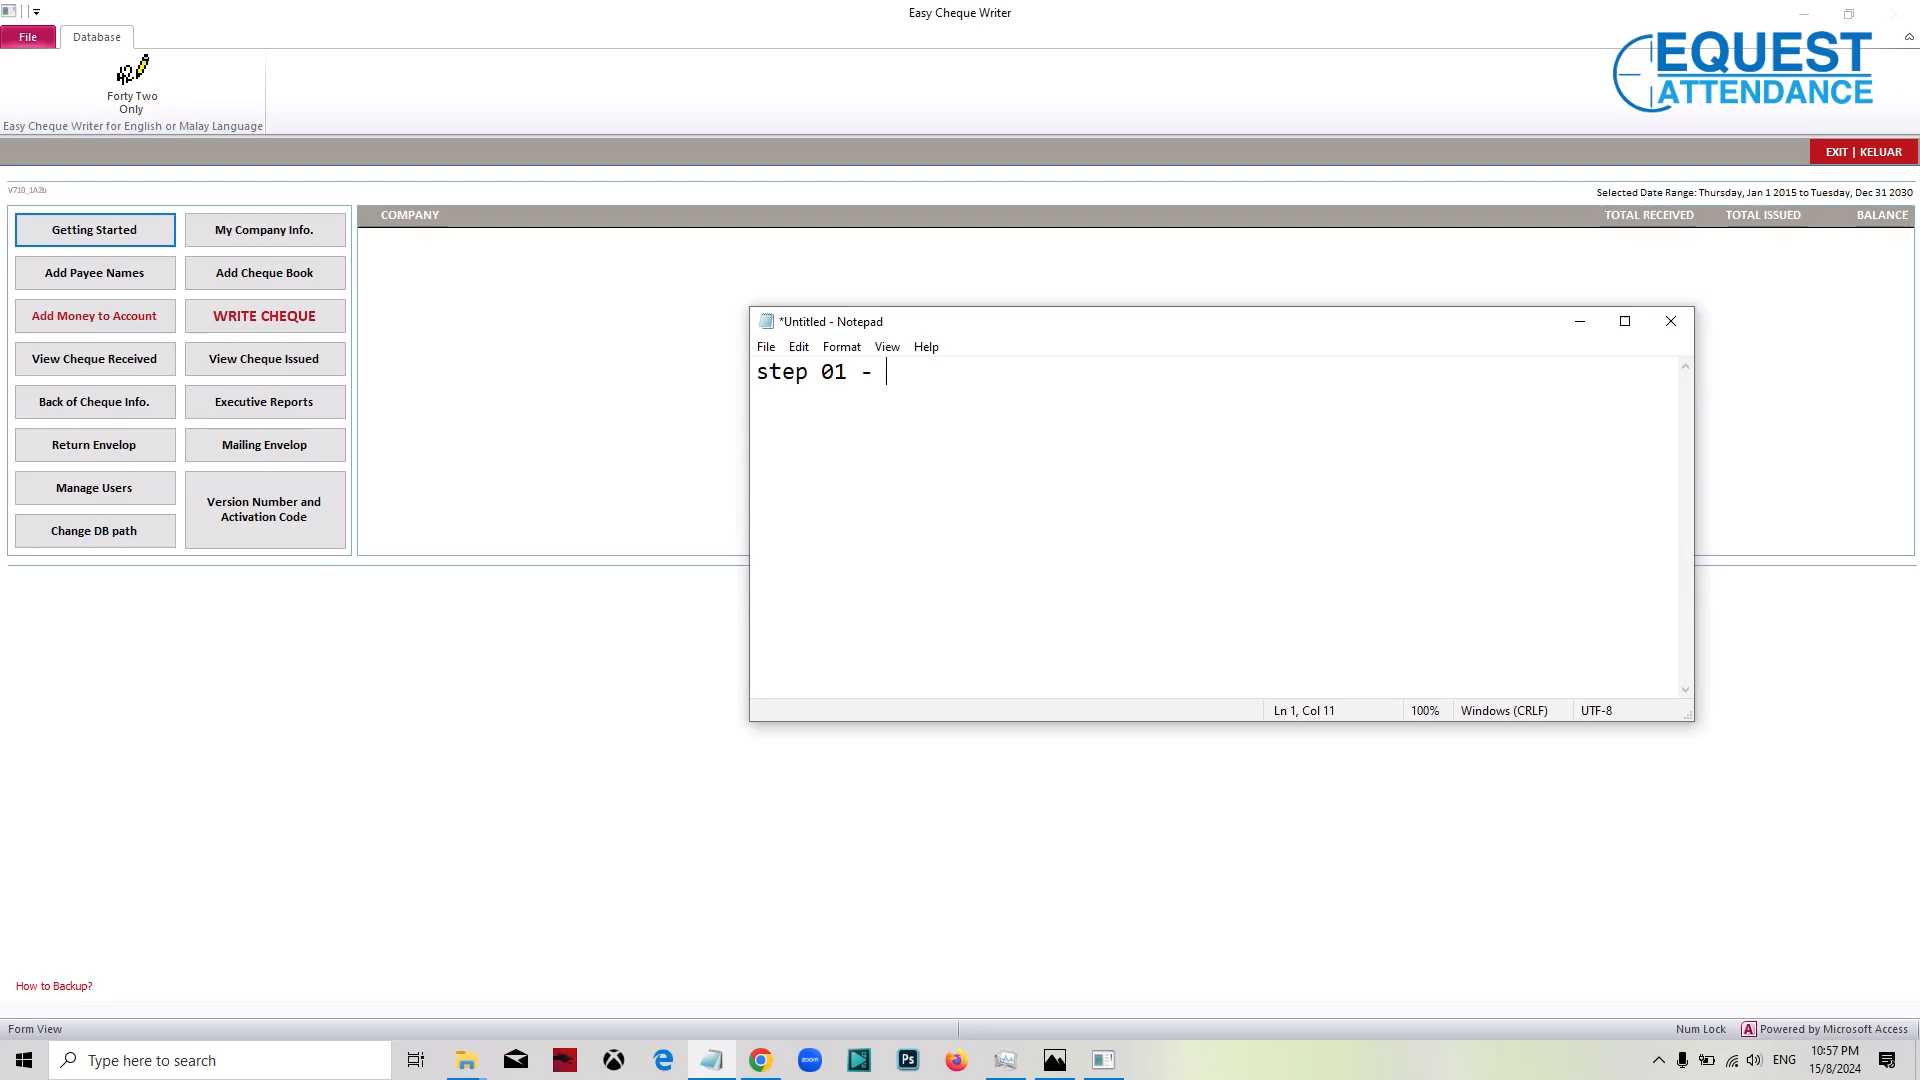 Easy Cheque Writer
File
Database
EQUEST
ATTENDANCE
Forty Two
Only
Easy Cheque Writer for English or Malay Language
EXIT | KELUAR
V710_1A2b
Selected Date Range: Thursday, Jan 1 2015 to Tuesday, Dec 31 2030
Getting Started
My Company Info.
COMPANY
TOTAL RECEIVED
TOTAL ISSUED
BALANCE
Add Payee Names
Add Cheque Book
Add Money to Account
WRITE CHEQUE
View Cheque Received
View Cheque Issued
Back of Cheque Info.
Executive Reports
Return Envelop
Mailing Envelop
Manage Users
Version Number and
Activation Code
Change DB path
*Untitled - Notepad
File
Edit
Format
View
Help
step 01 -
Ln 1, Col 11
100%
Windows (CRLF)
UTF-8
How to Backup?
Form View
Num Lock
A
Powered by Microsoft Access
Type here to search
zoom
Ps
ENG
10:57 PM
15/8/2024